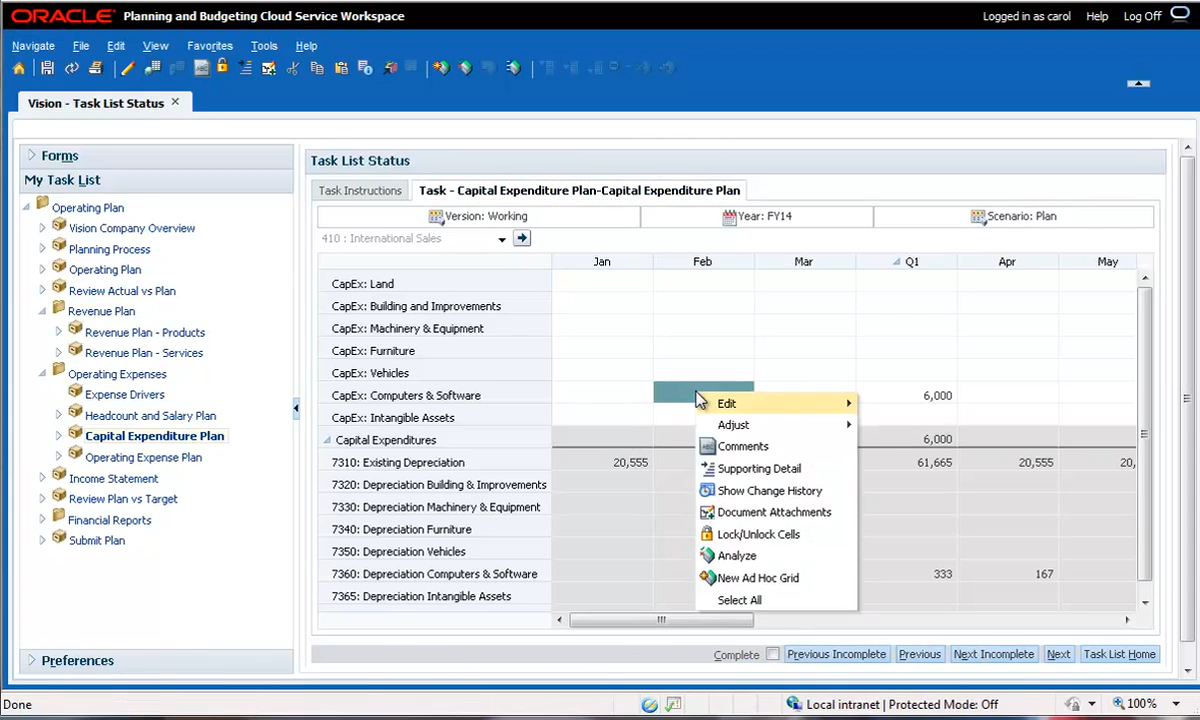 ORACLE Planning and Budgeting Cloud Service Workspace Logged in as carol Help Log Off
Navigate File Edit View Favorites Tools Help
Vision - Task List Status ×
Forms
My Task List
Operating Plan
Vision Company Overview
Planning Process
Operating Plan
Review Actual vs Plan
Revenue Plan
Revenue Plan - Products
Revenue Plan - Services
Operating Expenses
Expense Drivers
Headcount and Salary Plan
Capital Expenditure Plan
Operating Expense Plan
Income Statement
Review Plan vs Target
Financial Reports
Submit Plan
Preferences
Task List Status
Task Instructions Task - Capital Expenditure Plan-Capital Expenditure Plan
Version: Working Year: FY14 Scenario: Plan
410 : International Sales
Jan Feb Mar Q1 Apr May
CapEx: Land
CapEx: Building and Improvements
CapEx: Machinery & Equipment
CapEx: Furniture
CapEx: Vehicles
CapEx: Computers & Software 6,000
CapEx: Intangible Assets
Capital Expenditures 6,000
7310: Existing Depreciation 20,555 61,665 20,555 20,
7320: Depreciation Building & Improvements
7330: Depreciation Machinery & Equipment
7340: Depreciation Furniture
7350: Depreciation Vehicles
7360: Depreciation Computers & Software 333 167
7365: Depreciation Intangible Assets
Edit
Adjust
Comments
Supporting Detail
Show Change History
Document Attachments
Lock/Unlock Cells
Analyze
New Ad Hoc Grid
Select All
Complete Previous Incomplete Previous Next Incomplete Next Task List Home
Done Local intranet | Protected Mode: Off 100%